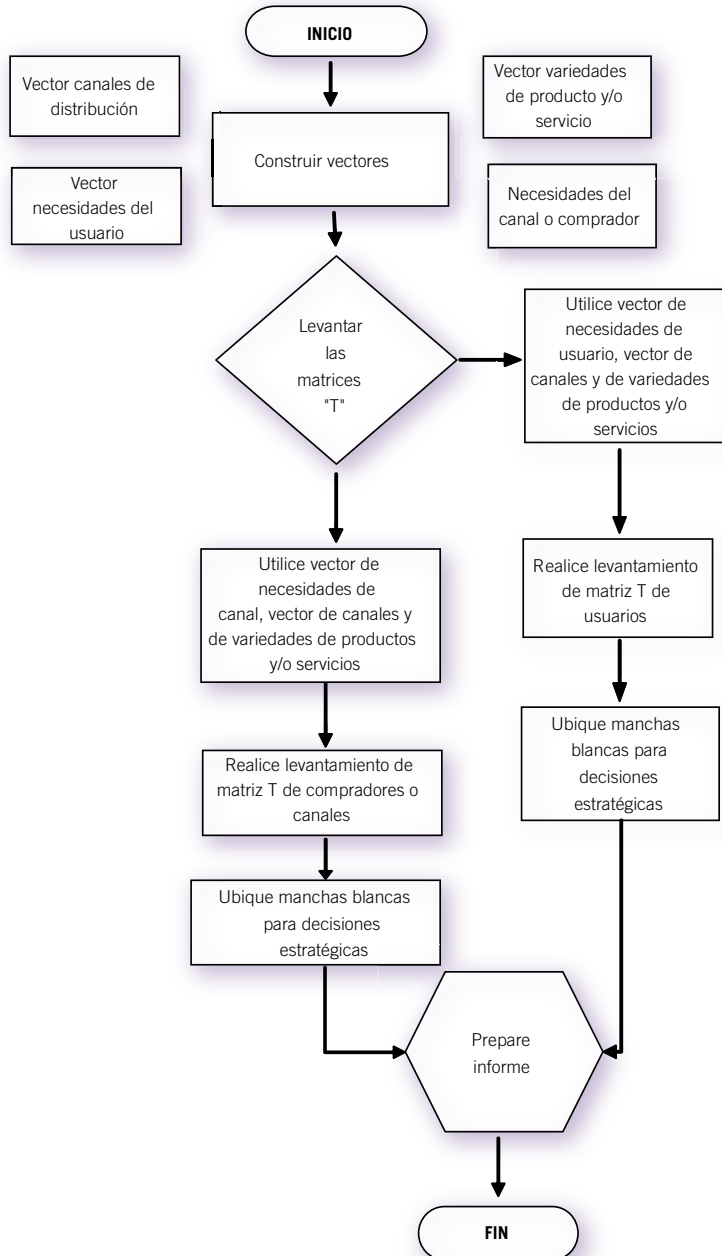 INICIO
Vector canales de
distribución
Vector variedades
de producto y/o
servicio
Construir vectores
Vector
necesidades del
usuario
Necesidades del
canal o comprador
Levantar
las
matrices
"T"
Utilice vector de
necesidades de
usuario, vector de
canales y de variedades
de productos y/o
servicios
Utilice vector de
necesidades de
canal, vector de canales y
de variedades de productos
y/o servicios
Realice levantamiento
de matriz T de
usuarios
Realice levantamiento de
matriz T de compradores o
canales
Ubique manchas
blancas para
decisiones
estratégicas
Ubique manchas blancas
para decisiones
estratégicas
Prepare
informe
FIN